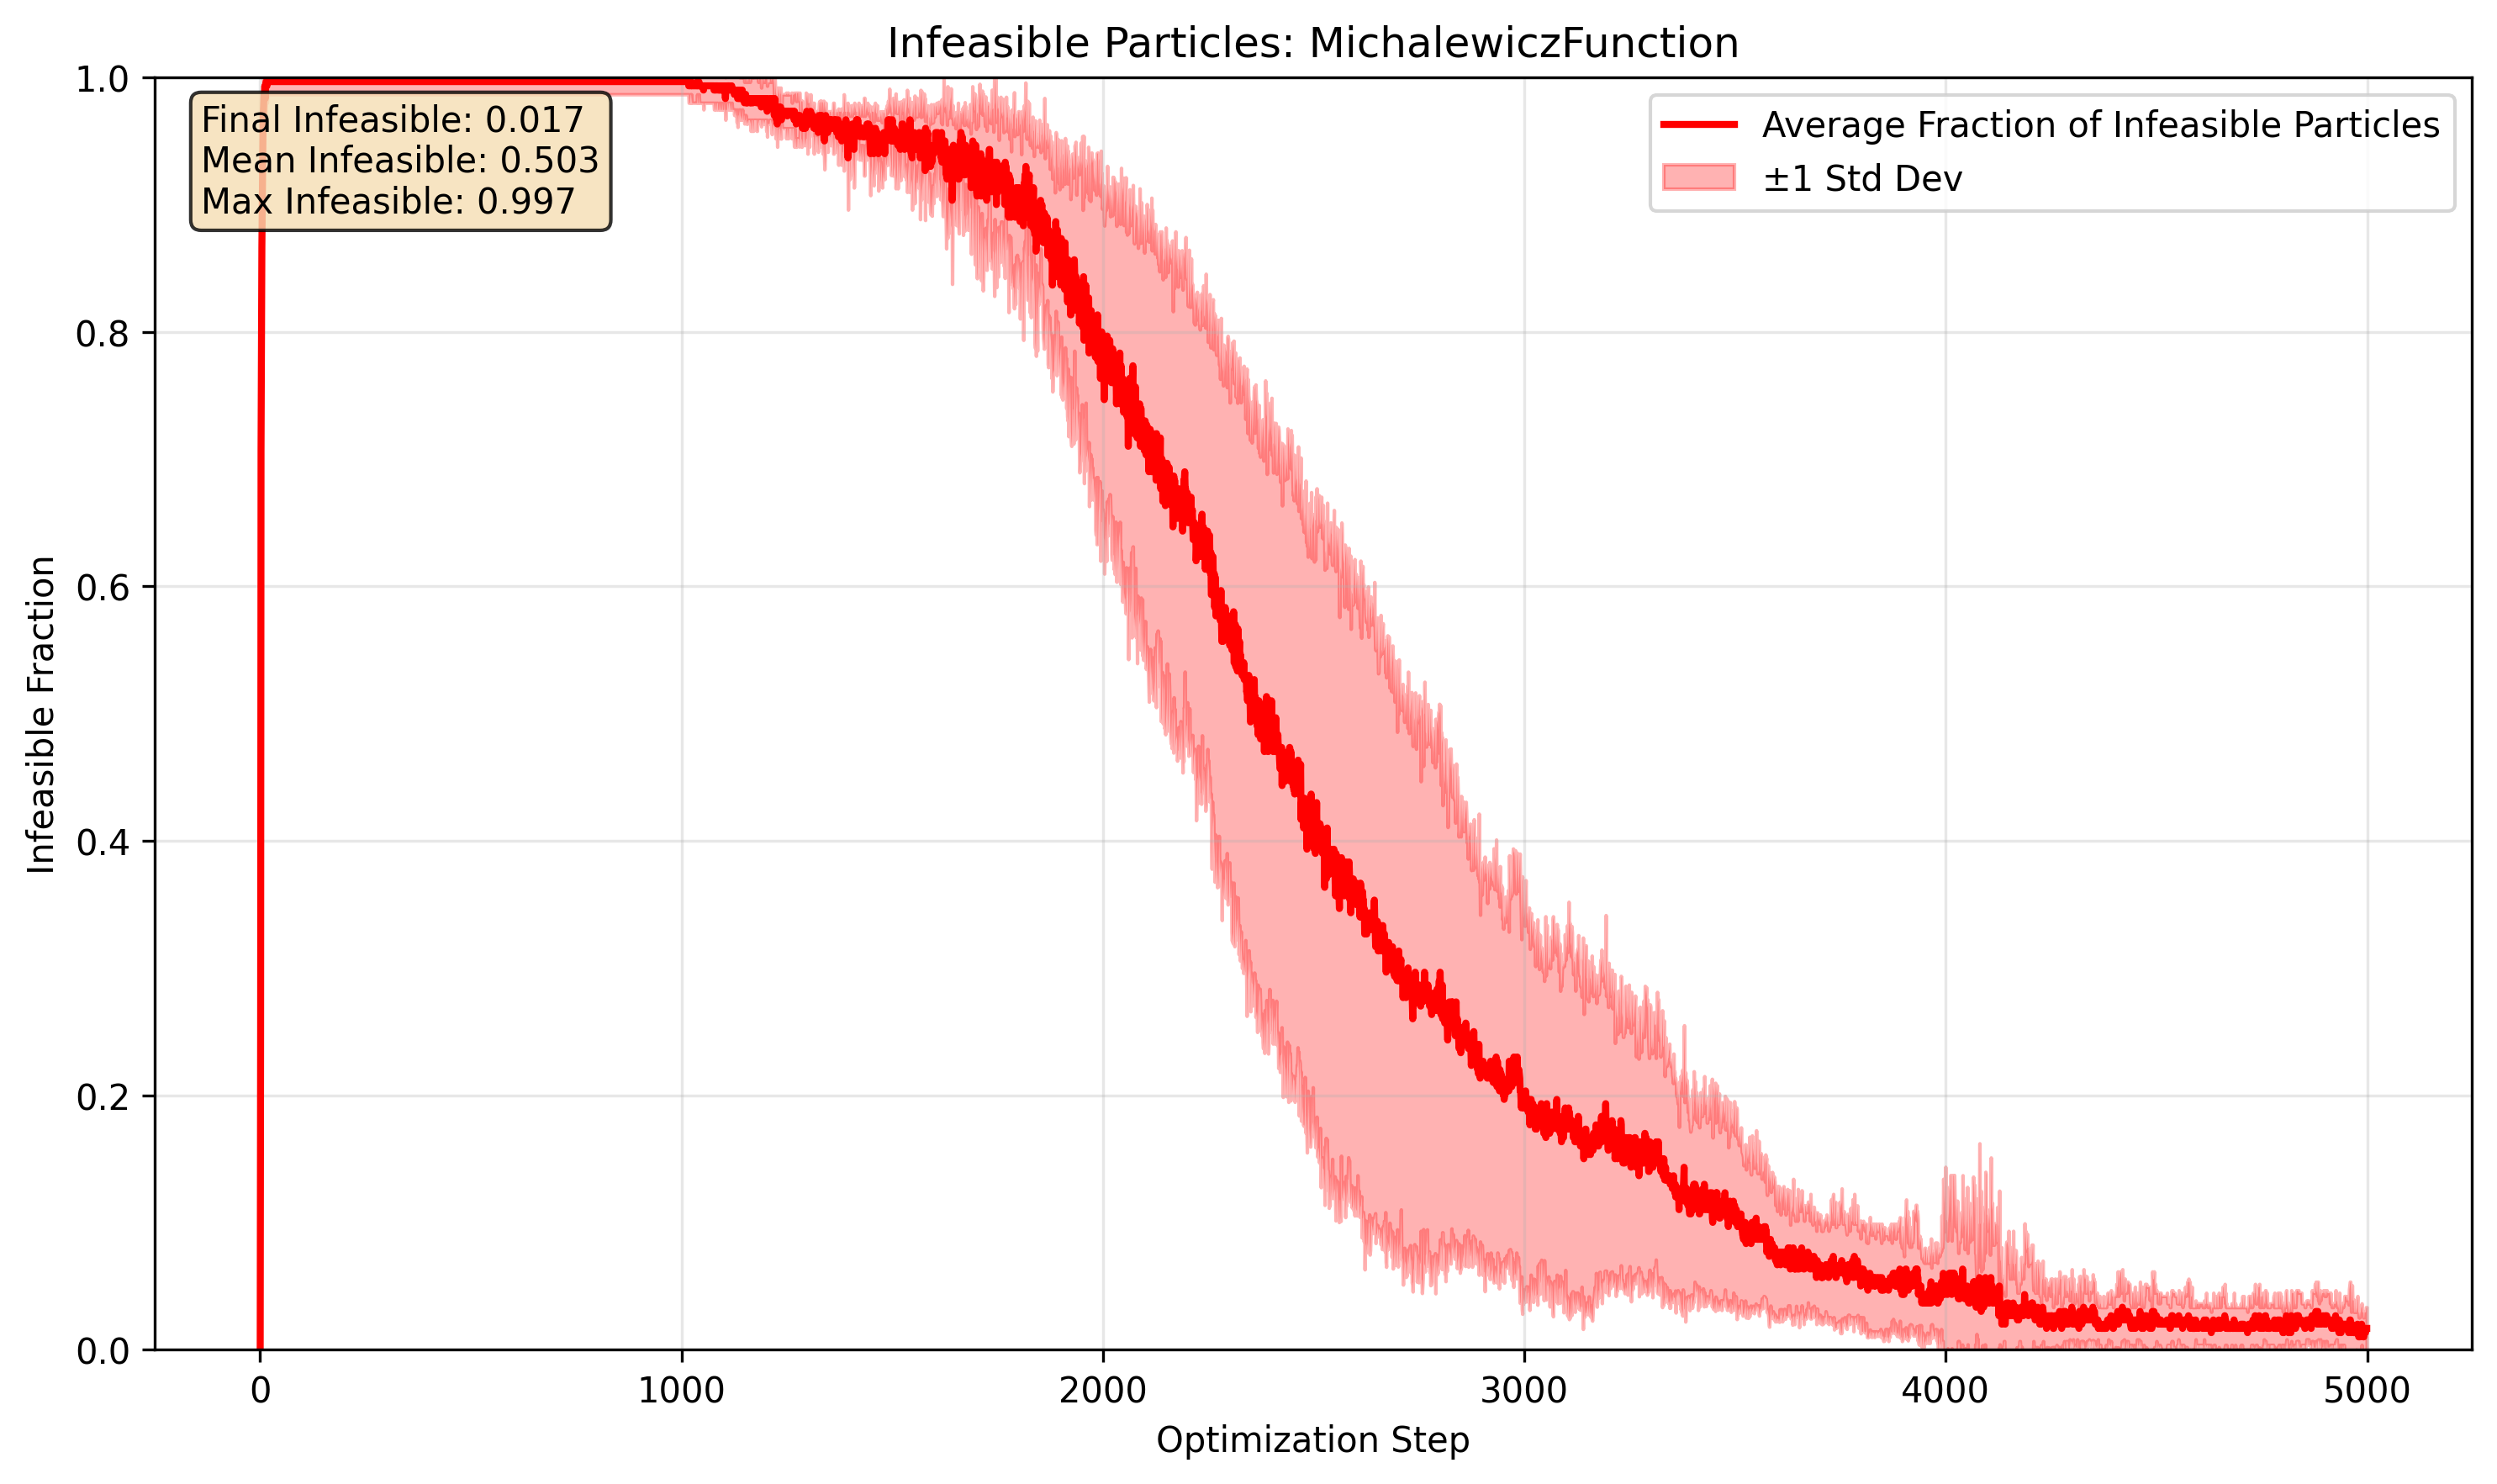 Infeasible Particles: MichalewiczFunction
Final Infeasible: 0.017
Mean Infeasible: 0.503
Max Infeasible: 0.997
Average Fraction of Infeasible Particles
±1 Std Dev
Infeasible Fraction
1.0
0.8
0.6
0.4
0.2
0.0
0
1000
2000
3000
4000
5000
Optimization Step